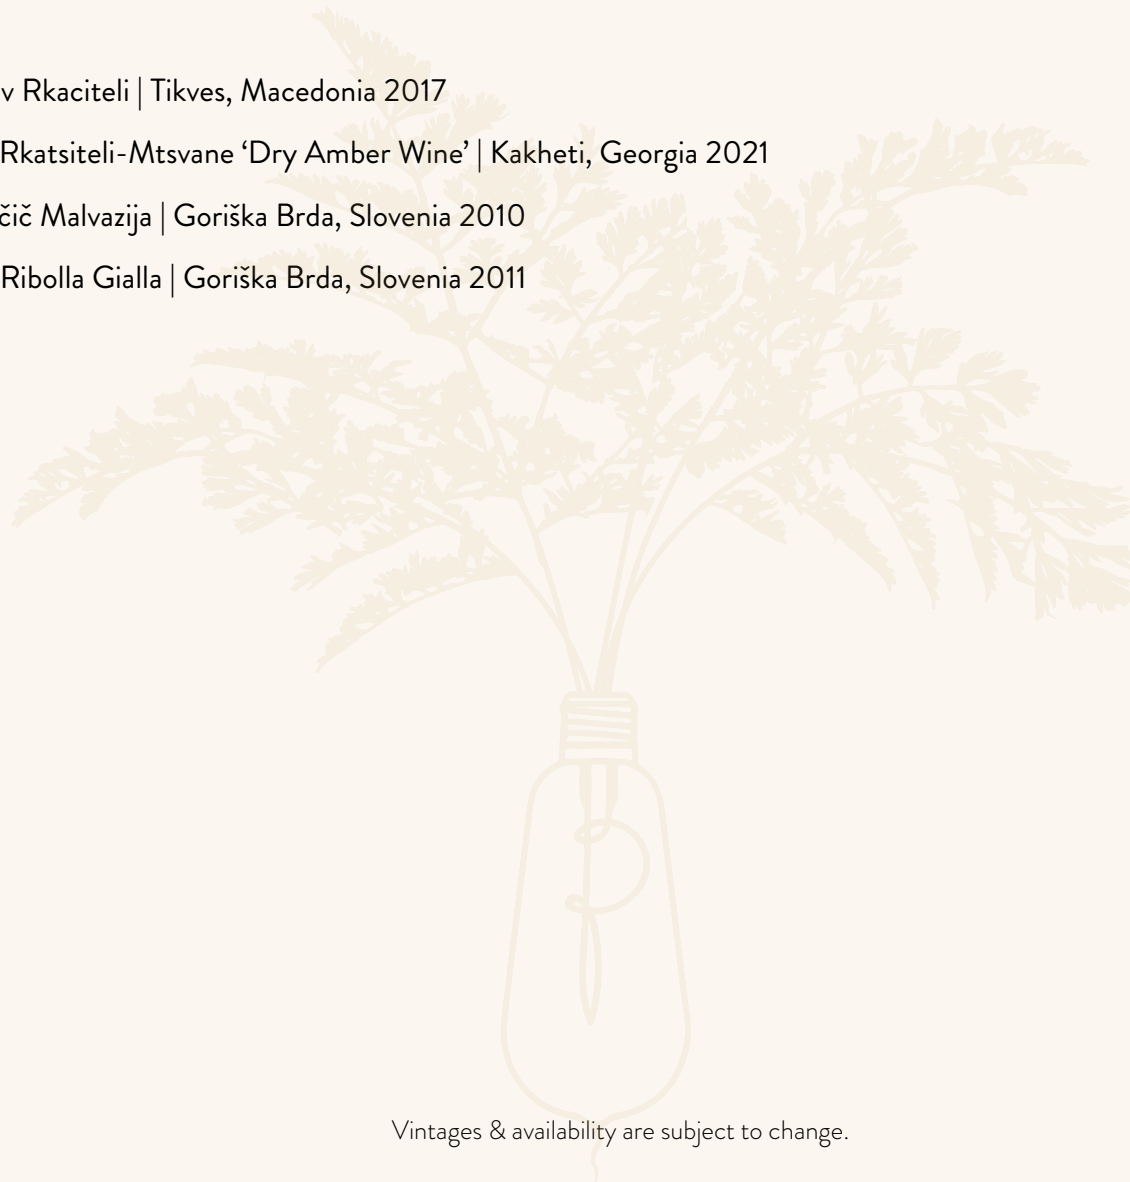 v Rkaciteli | Tikves, Macedonia 2017
Rkatsiteli-Mtsvane ‘Dry Amber Wine’ | Kakheti, Georgia 2021
čič Malvazija | Goriška Brda, Slovenia 2010
Ribolla Gialla | Goriška Brda, Slovenia 2011
Vintages & availability are subject to change.